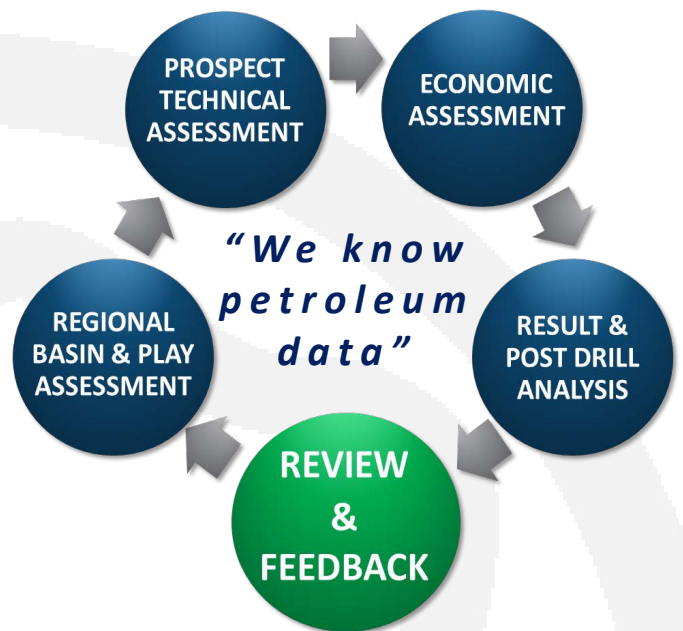 PROSPECT
TECHNICAL
ASSESSMENT
ECONOMIC
ASSESSMENT
“We know
petroleum
data”
REGIONAL
BASIN & PLAY
ASSESSMENT
RESULT &
POST DRILL
ANALYSIS
REVIEW
&
FEEDBACK